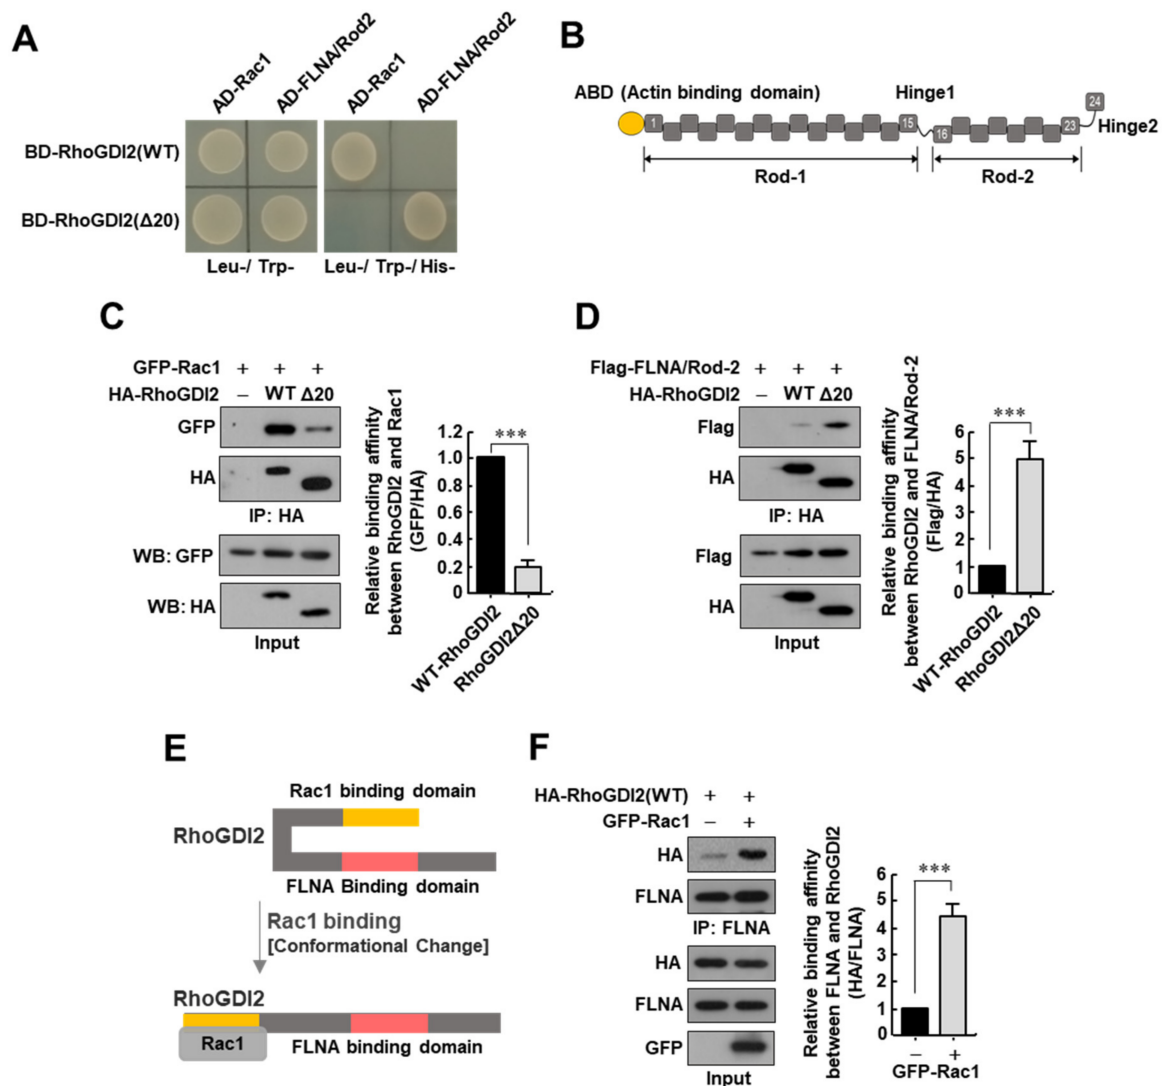 A
AD-Rac1
AD-FLNA/Rod2
AD-Rac1
AD-FLNA/Rod2
BD-RhoGDI2(WT)
BD-RhoGDI2(Δ20)
Leu-/ Trp-
Leu-/ Trp-/ His-
B
ABD (Actin binding domain)
Hinge1
24
1
15
16
23
Hinge2
Rod-1
Rod-2
C
GFP-Rac1 + + +
HA-RhoGDI2 – WT Δ20
GFP
HA
IP: HA
WB: GFP
WB: HA
Input
Relative binding affinity
between RhoGDI2 and Rac1
(GFP/HA)
1.2
1.0
0.8
0.6
0.4
0.2
0
***
WT-RhoGDI2
RhoGDI2Δ20
D
Flag-FLNA/Rod-2 + + +
HA-RhoGDI2 – WT Δ20
Flag
HA
IP: HA
Flag
HA
Input
Relative binding affinity
between RhoGDI2 and FLNA/Rod-2
(Flag/HA)
6
5
4
3
2
1
0
***
WT-RhoGDI2
RhoGDI2Δ20
E
Rac1 binding domain
RhoGDI2
FLNA Binding domain
Rac1 binding
[Conformational Change]
RhoGDI2
Rac1
FLNA binding domain
F
HA-RhoGDI2(WT) + +
GFP-Rac1 – +
HA
FLNA
IP: FLNA
HA
FLNA
GFP
Input
Relative binding affinity
between FLNA and RhoGDI2
(HA/FLNA)
6
5
4
3
2
1
0
***
– +
GFP-Rac1